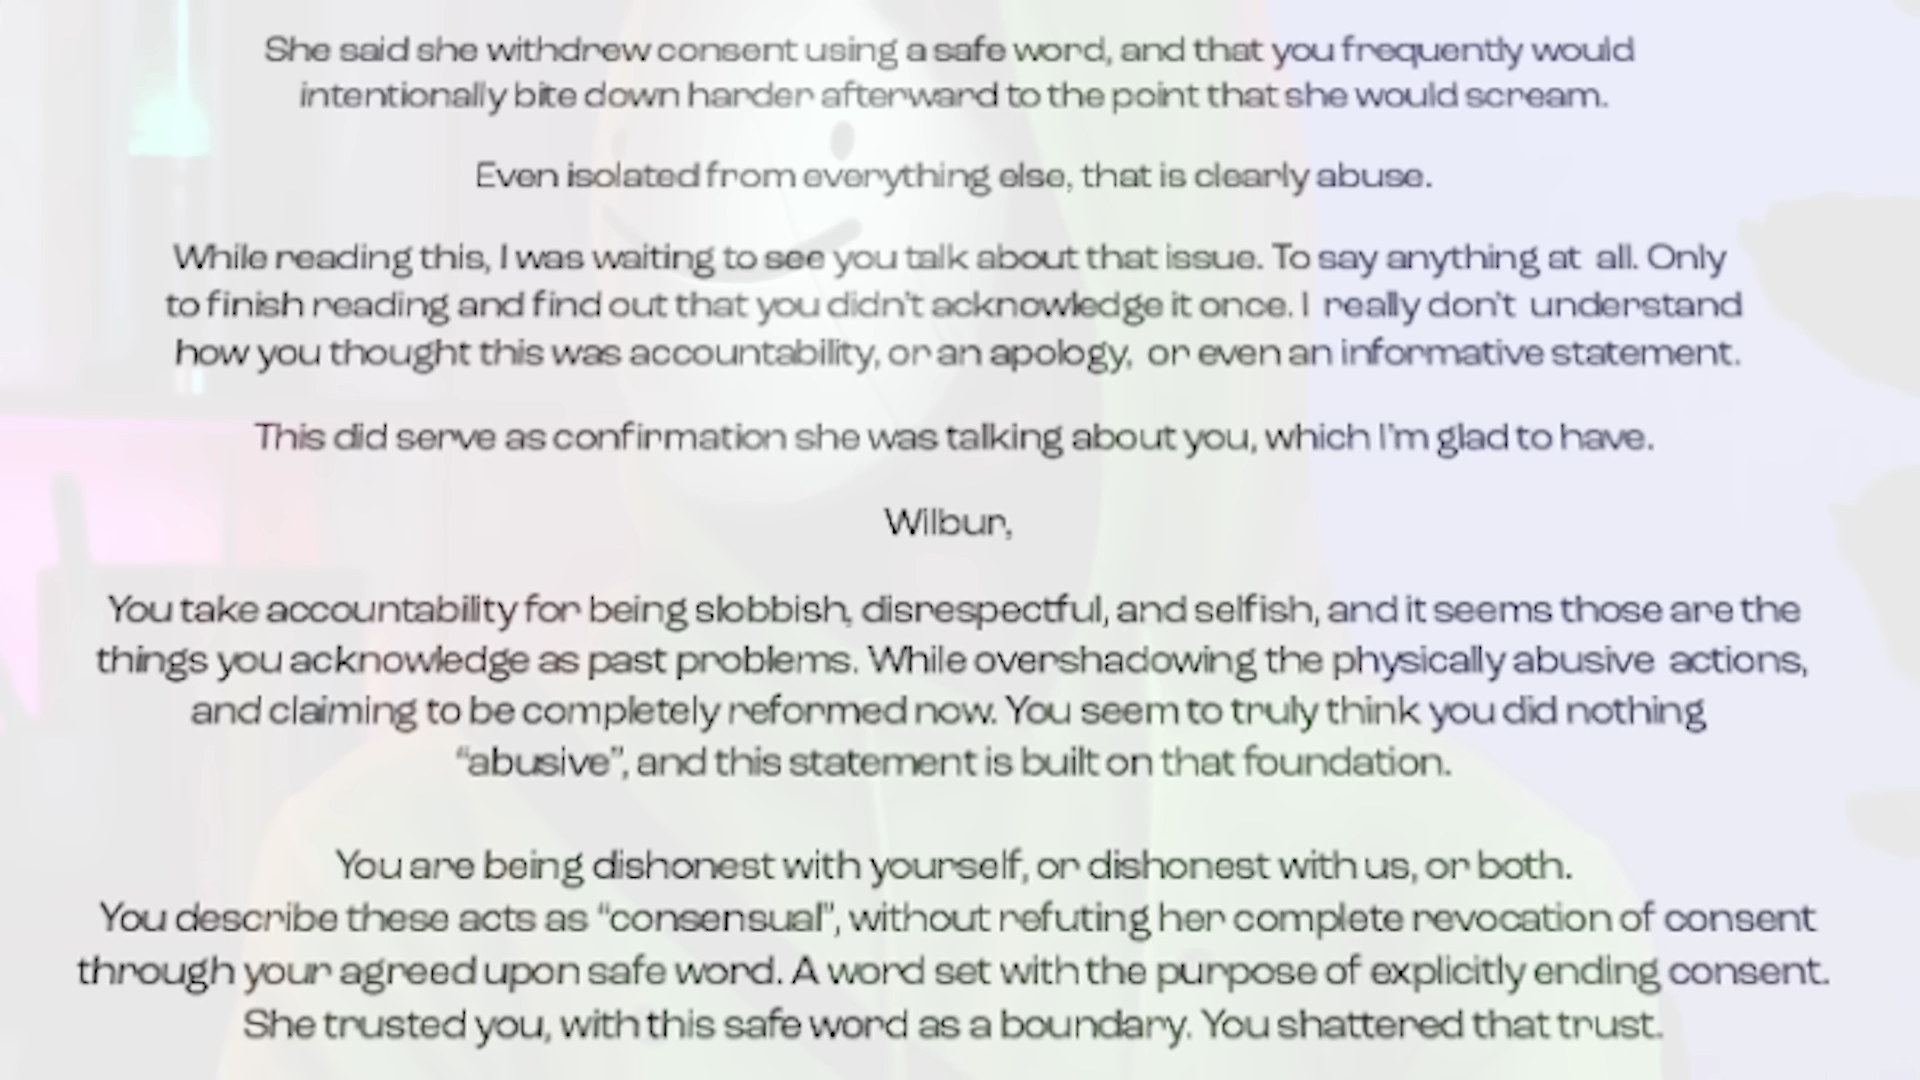 She said she withdrew consent using a safe word, and that you frequently would
intentionally bite down harder afterward to the point that she would scream.
Even isolated from everything else, that is clearly abuse.
While reading this, I was waiting to see you talk about that issue. To say anything at all. Only
to finish reading and find out that you didn't acknowledge it once. I really don't understand
how you thought this was accountability, or an apology, or even an informative statement.
This did serve as confirmation she was talking about you, which I'm glad to have.
Wilbur,
You take accountability for being slobbish, disrespectful, and selfish, and it seems those are the
things you acknowledge as past problems. While overshadowing the physically abusive actions,
and claiming to be completely reformed now. You seem to truly think you did nothing
“abusive”, and this statement is built on that foundation.
You are being dishonest with yourself, or dishonest with us, or both.
You describe these acts as “consensual”, without refuting her complete revocation of consent
through your agreed upon safe word. A word set with the purpose of explicitly ending consent.
She trusted you, with this safe word as a boundary. You shattered that trust.